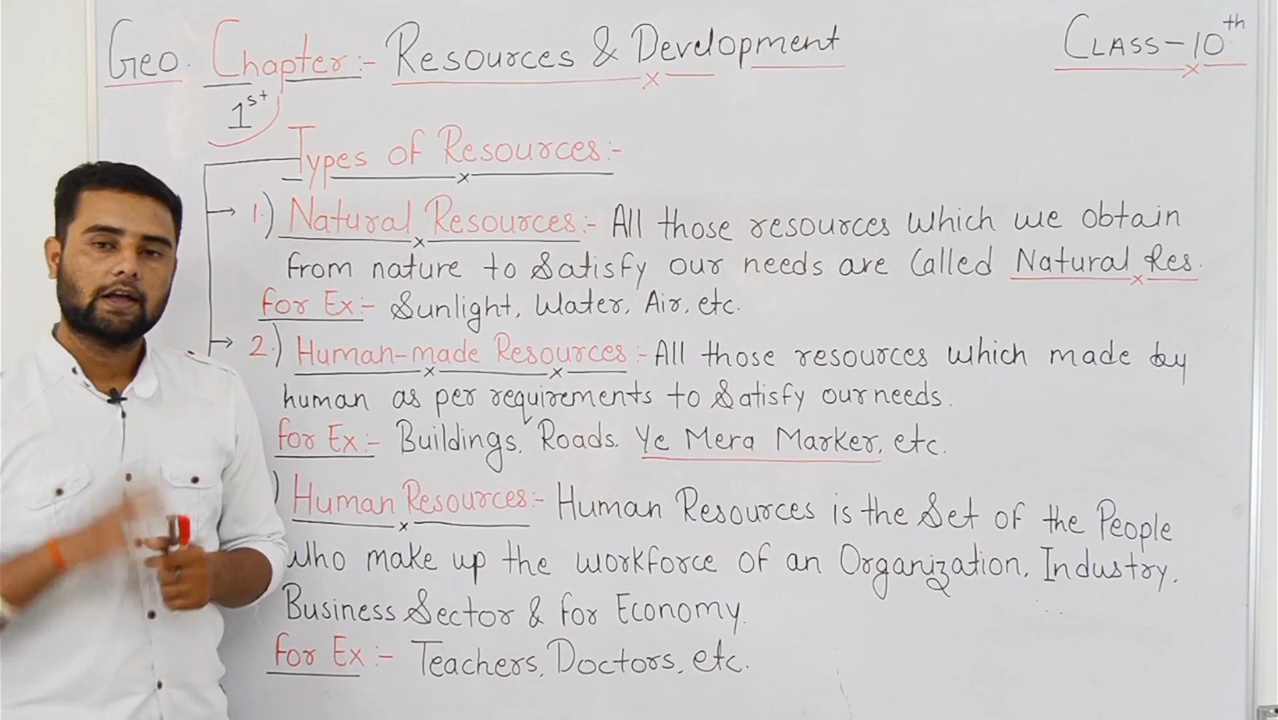 Geo. Chapter:- Resources & Development
CLASS-10th
1st
Types of Resources:-
1.) Natural Resources:- All those resources which we obtain
from nature to Satisfy our needs are Called Natural Res.
for Ex:- Sunlight, Water, Air, etc.
2.) Human-made Resources:- All those resources which made by
human as per requirements to Satisfy our needs.
for Ex:- Buildings, Roads. Ye Mera Marker, etc.
) Human Resources:- Human Resources is the Set of the People
who make up the workforce of an Organization, Industry,
Business Sector & for Economy.
for Ex:- Teachers, Doctors, etc.